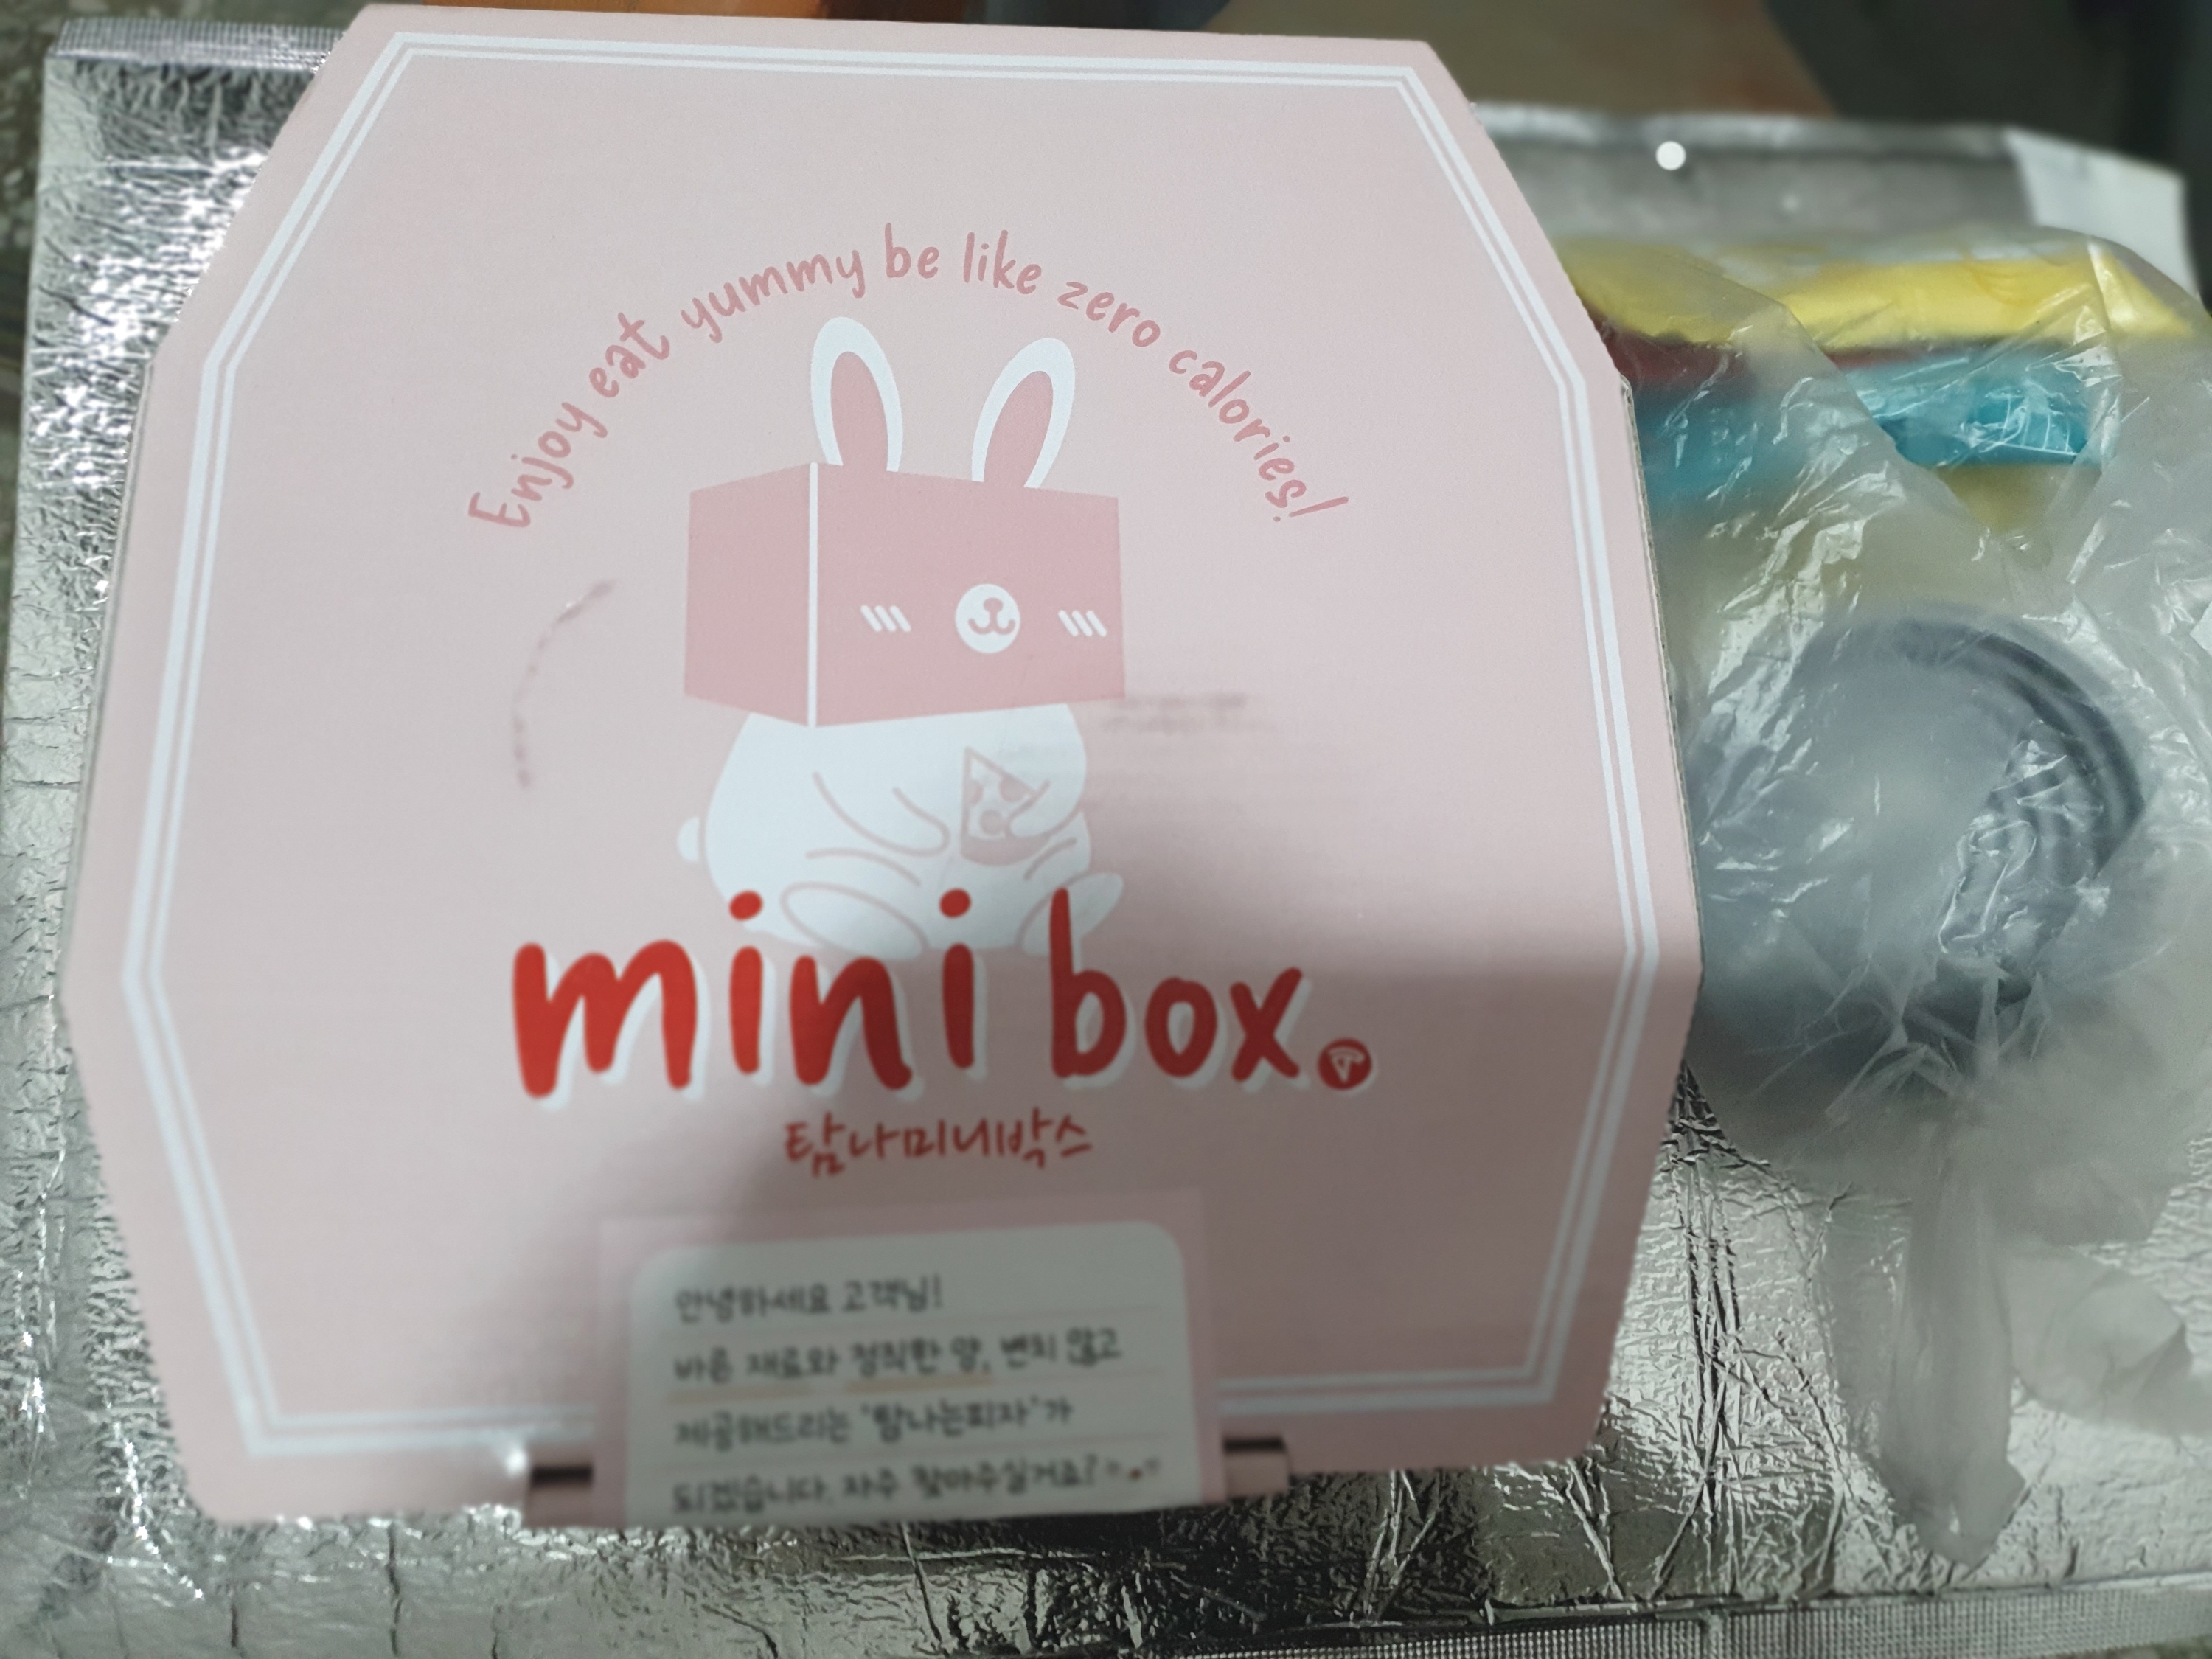 Enjoy eat yummy be like zero calories!
mini box.
탐나미니박스
안녕하세요 고객님!
바른 재료와 정직한 양, 변치 않고
제공해드리는 '탐나는피자'가
되겠습니다. 자주 찾아주실거죠?